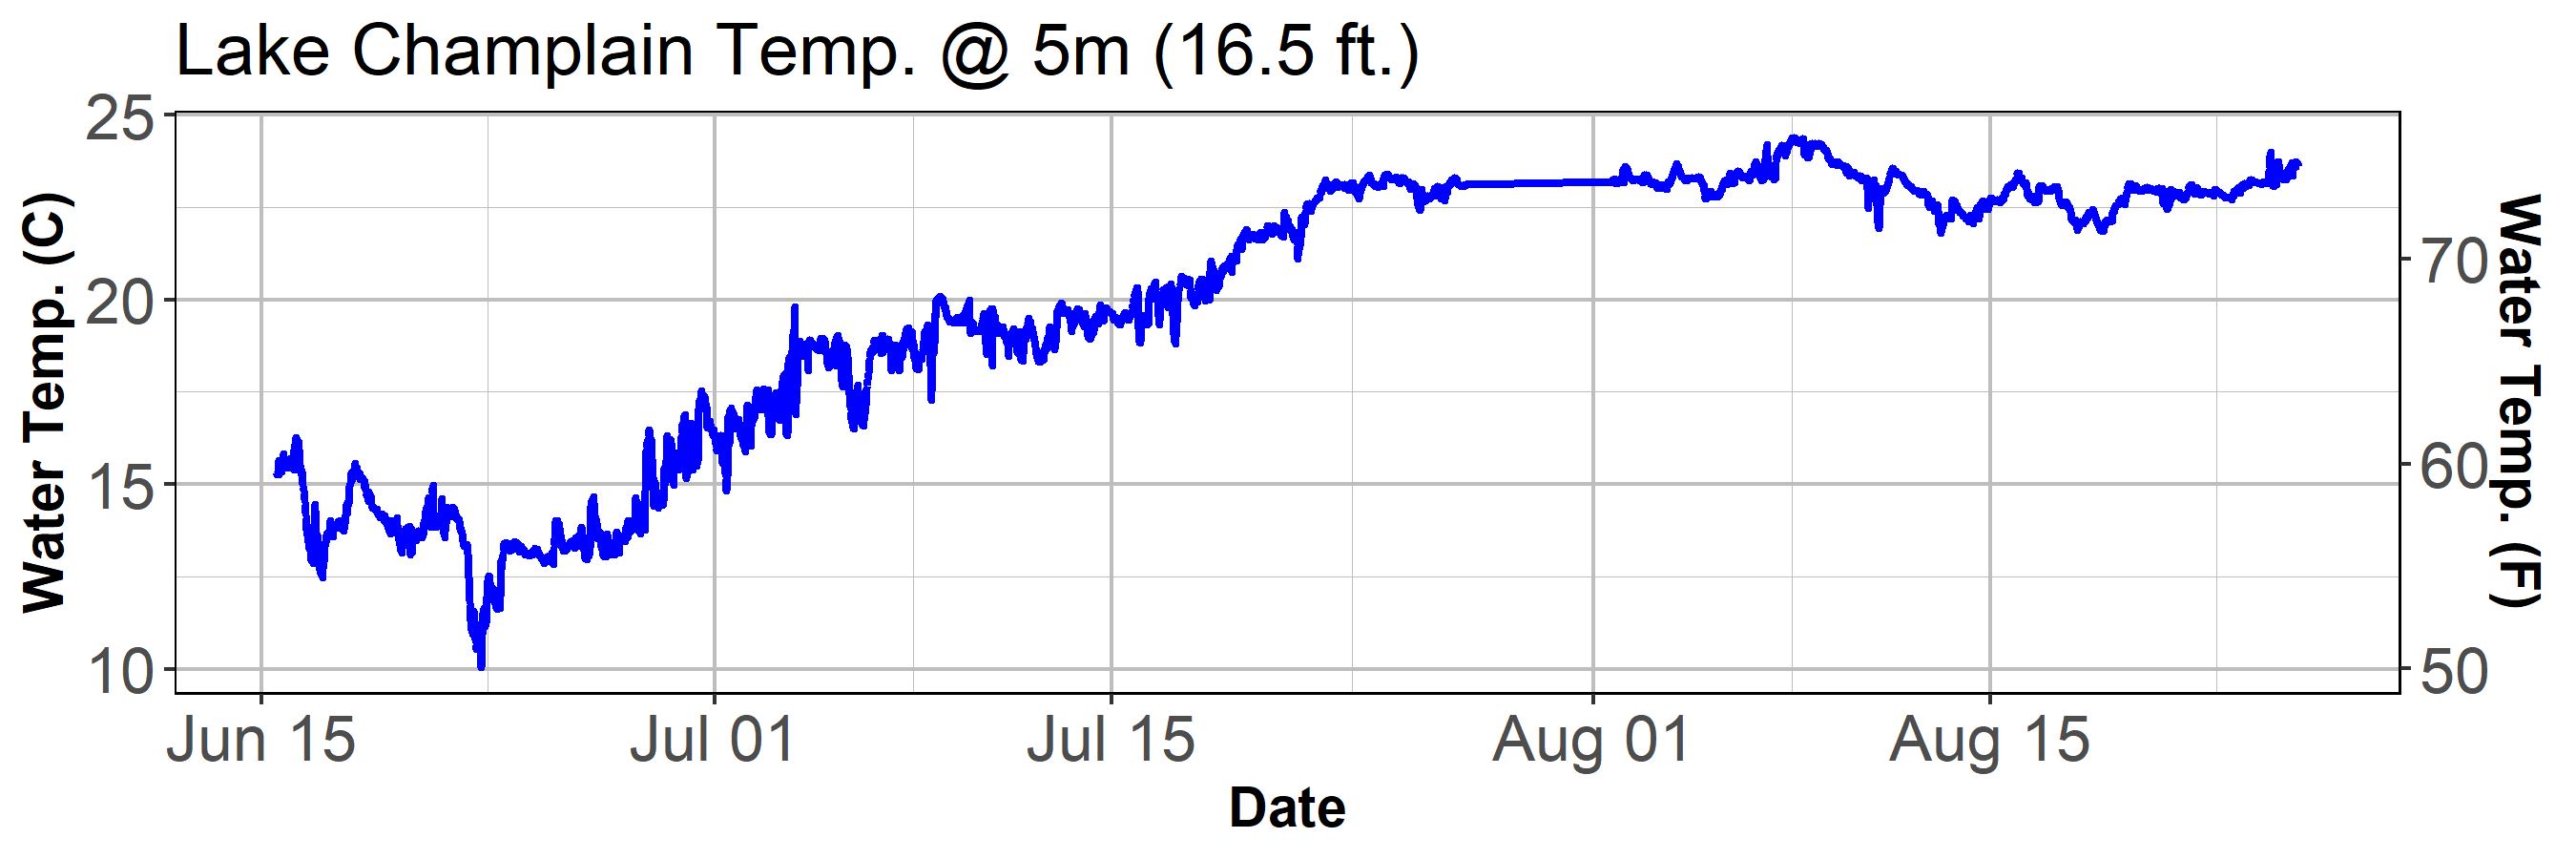 Lake Champlain Temp. @ 5m (16.5 ft.)
Water Temp. (C)
25
20
15
10
70
60
50
Water Temp. (F)
Jun 15
Jul 01
Jul 15
Aug 01
Aug 15
Date